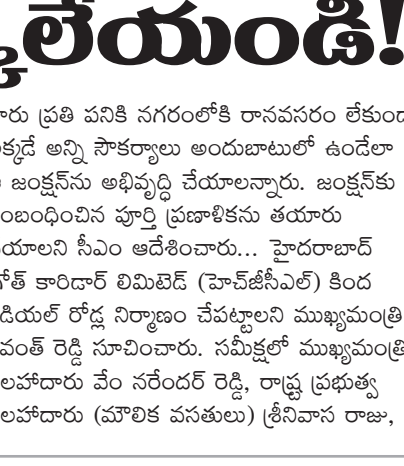 లేయండి!
ారు ప్రతి పనికి నగరంలోకి రానవసరం లేకుండ
క్కడే అన్ని సౌకర్యాలు అందుబాటులో ఉండేలా
జంక్షన్‌ను అభివృద్ధి చేయాలన్నారు. జంక్షన్‌కు
ంబంధించిన పూర్తి ప్రణాళికను తయారు
యాలని సీఎం ఆదేశించారు... హైదరాబాద్
గ్రోత్ కారిడార్ లిమిటెడ్ (హెచ్‌జీసీఎల్) కింద
డియల్ రోడ్ల నిర్మాణం చేపట్టాలని ముఖ్యమంత్రి
వంత్ రెడ్డి సూచించారు. సమీక్షలో ముఖ్యమంత్రి
లహాదారు వేం నరేందర్ రెడ్డి, రాష్ట్ర ప్రభుత్వ
లహాదారు (మౌలిక వసతులు) శ్రీనివాస రాజు,